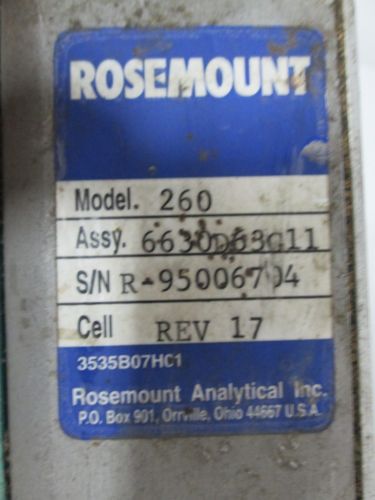 ROSEMOUNT
Model. 260
Assy. 6630D63G11
S/N R-95006704
Cell REV 17
3535B07HC1
Rosemount Analytical Inc.
P.O. Box 901, Orrville, Ohio 44667 U.S.A.